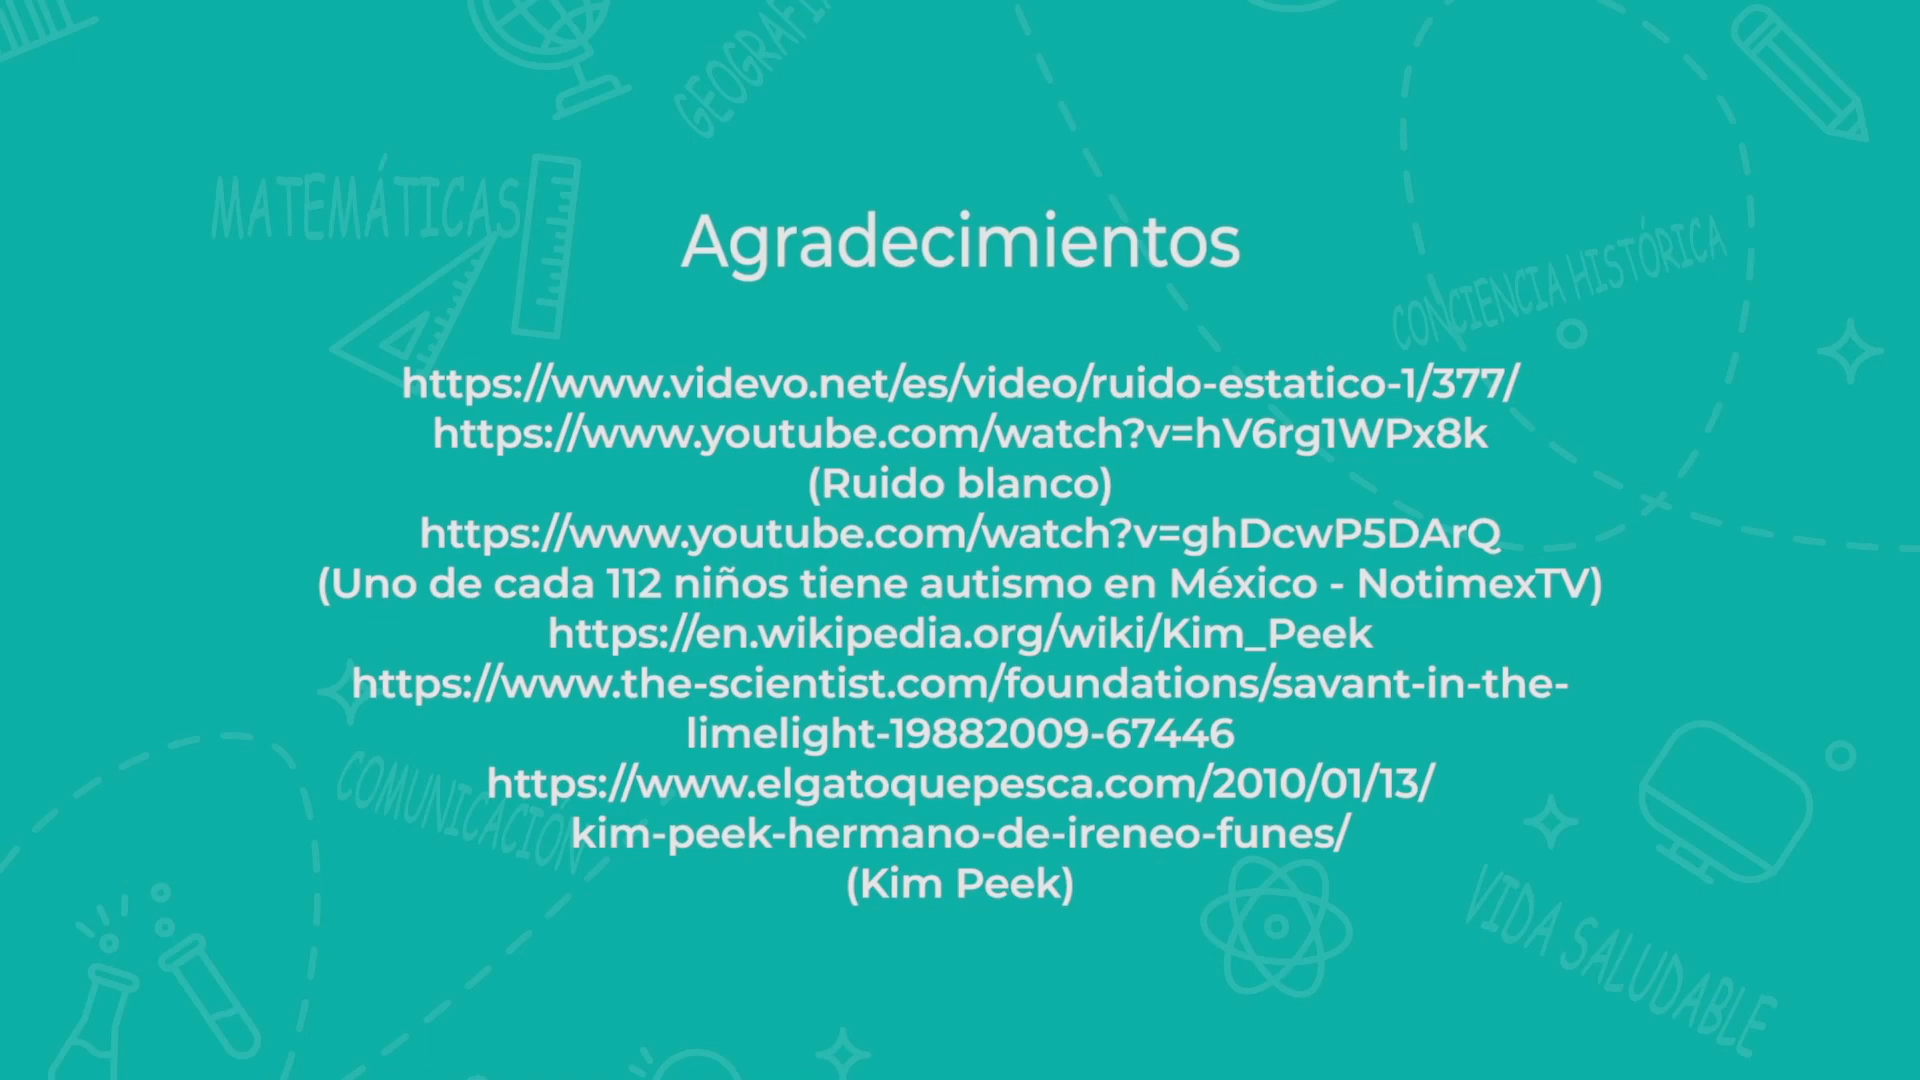 GEOGRAFÍA
MATEMÁTICAS
Agradecimientos
CONCIENCIA HISTÓRICA
https://www.videvo.net/es/video/ruido-estatico-1/377/
https://www.youtube.com/watch?v=hV6rg1WPx8k
(Ruido blanco)
https://www.youtube.com/watch?v=ghDcwP5DArQ
(Uno de cada 112 niños tiene autismo en México - NotimexTV)
https://en.wikipedia.org/wiki/Kim_Peek
https://www.the-scientist.com/foundations/savant-in-the-
limelight-19882009-67446
https://www.elgatoquepesca.com/2010/01/13/
kim-peek-hermano-de-ireneo-funes/
(Kim Peek)
COMUNICACIÓN
VIDA SALUDABLE